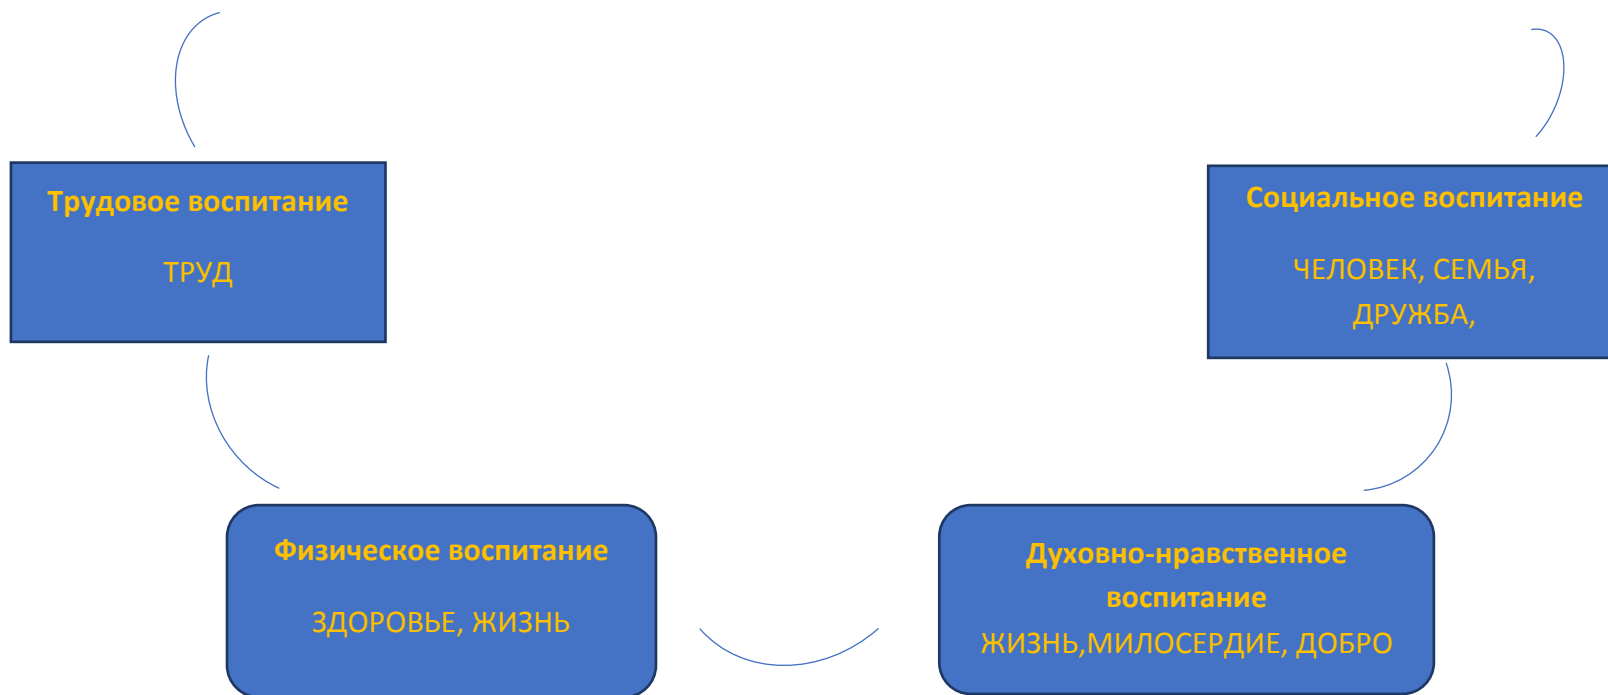 Трудовое воспитание
ТРУД
Социальное воспитание
ЧЕЛОВЕК, СЕМЬЯ,
ДРУЖБА,
Физическое воспитание
ЗДОРОВЬЕ, ЖИЗНЬ
Духовно-нравственное
воспитание
ЖИЗНЬ,МИЛОСЕРДИЕ, ДОБРО